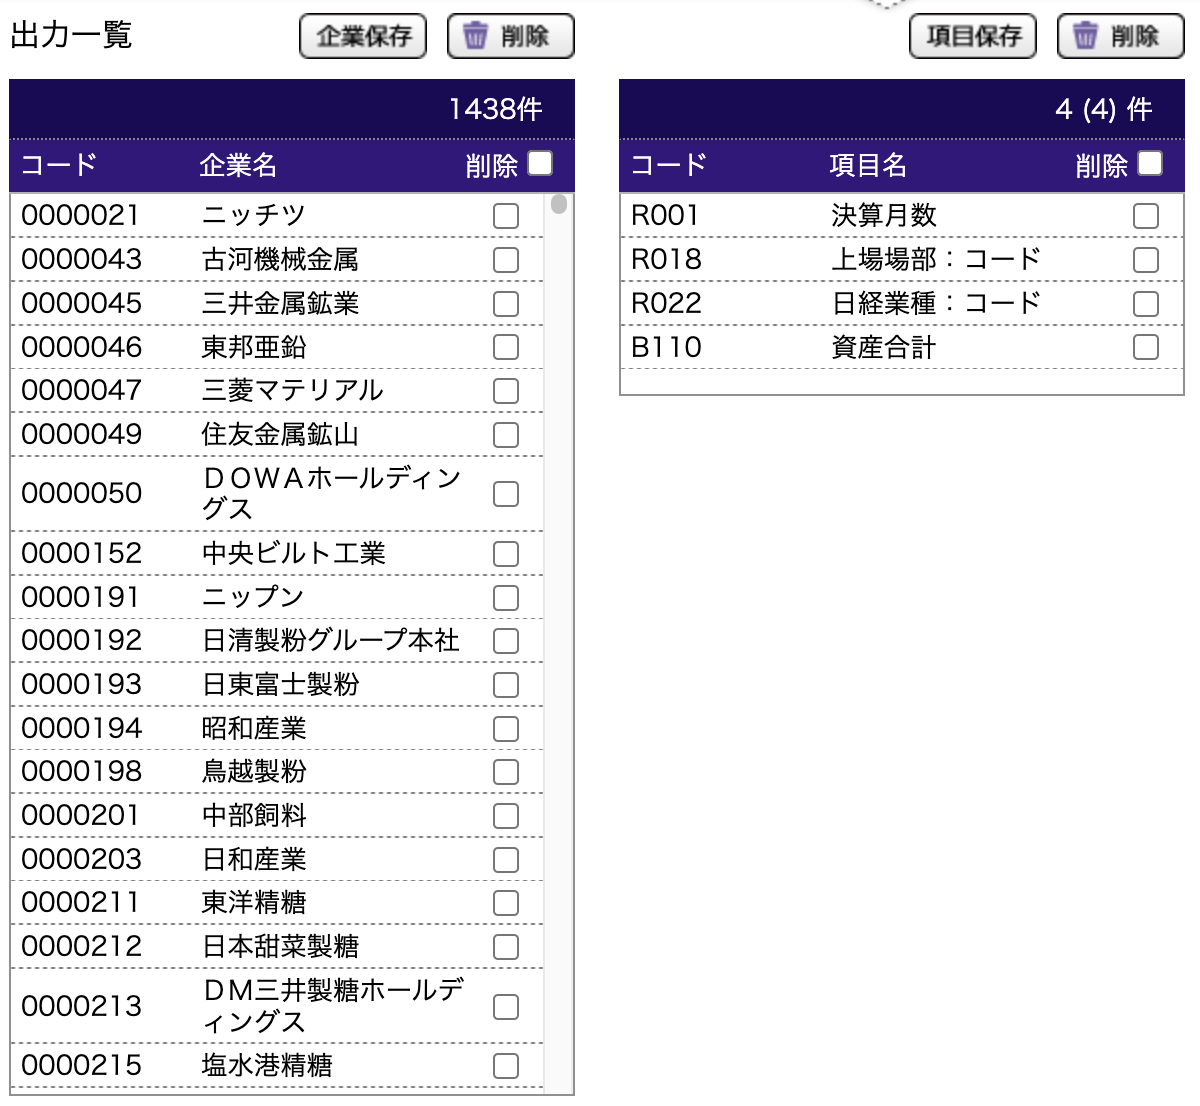 出力一覧 企業保存 削除
1438件
コード 企業名 削除
0000021 ニッチツ
0000043 古河機械金属
0000045 三井金属鉱業
0000046 東邦亜鉛
0000047 三菱マテリアル
0000049 住友金属鉱山
0000050 ＤＯＷＡホールディン
グス
0000152 中央ビルト工業
0000191 ニップン
0000192 日清製粉グループ本社
0000193 日東富士製粉
0000194 昭和産業
0000198 鳥越製粉
0000201 中部飼料
0000203 日和産業
0000211 東洋精糖
0000212 日本甜菜製糖
0000213 ＤＭ三井製糖ホールデ
ィングス
0000215 塩水港精糖
項目保存 削除
4 (4) 件
コード 項目名 削除
R001 決算月数
R018 上場場部：コード
R022 日経業種：コード
B110 資産合計